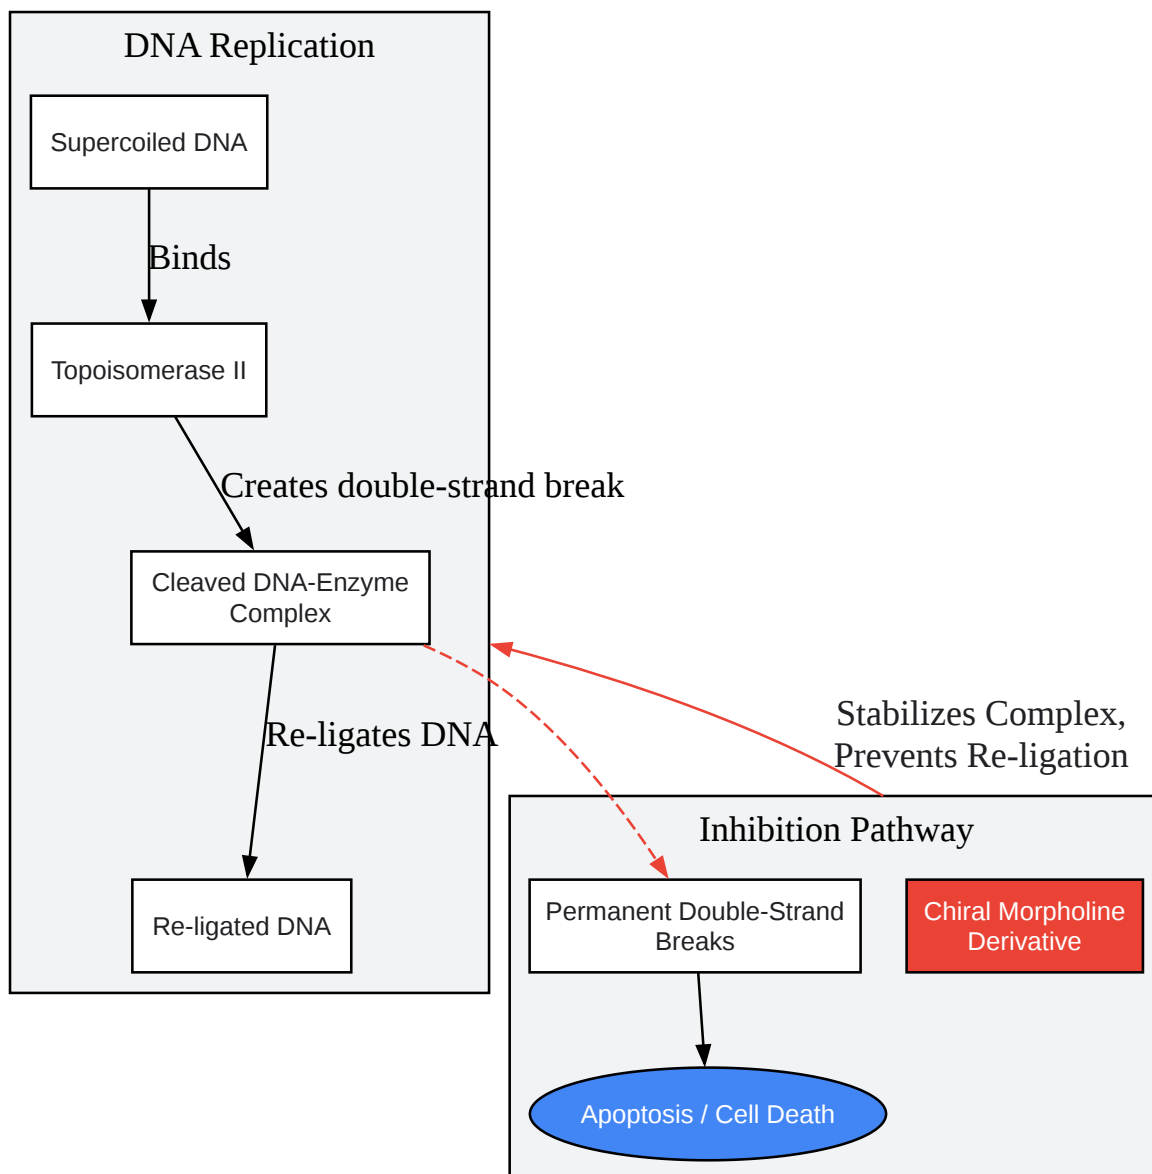 DNA Replication
Supercoiled DNA
Binds
Topoisomerase II
Creates double-strand break
Cleaved DNA-Enzyme
Complex
Re-ligates DNA
Re-ligated DNA
Stabilizes Complex,
Prevents Re-ligation
Inhibition Pathway
Permanent Double-Strand
Breaks
Chiral Morpholine
Derivative
Apoptosis / Cell Death